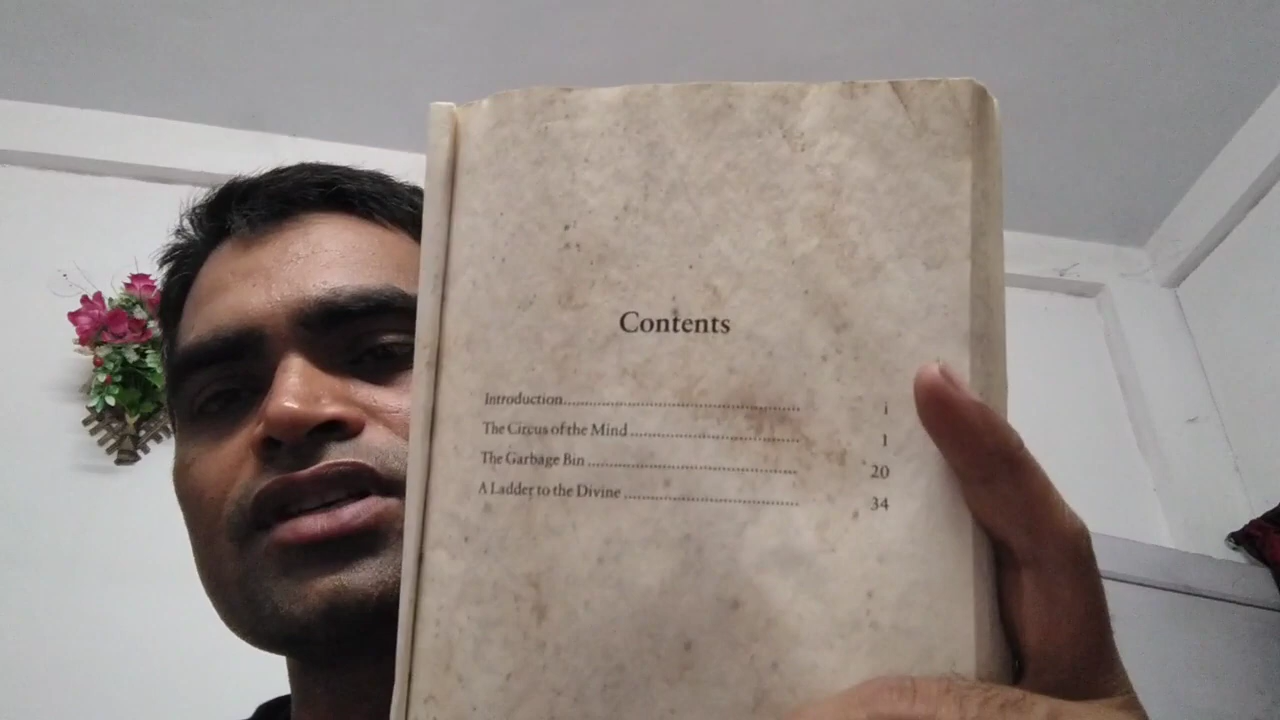 Contents
Introduction.......................................................... i
The Circus of the Mind.......................................... 1
The Garbage Bin.................................................... 20
A Ladder to the Divine........................................... 34